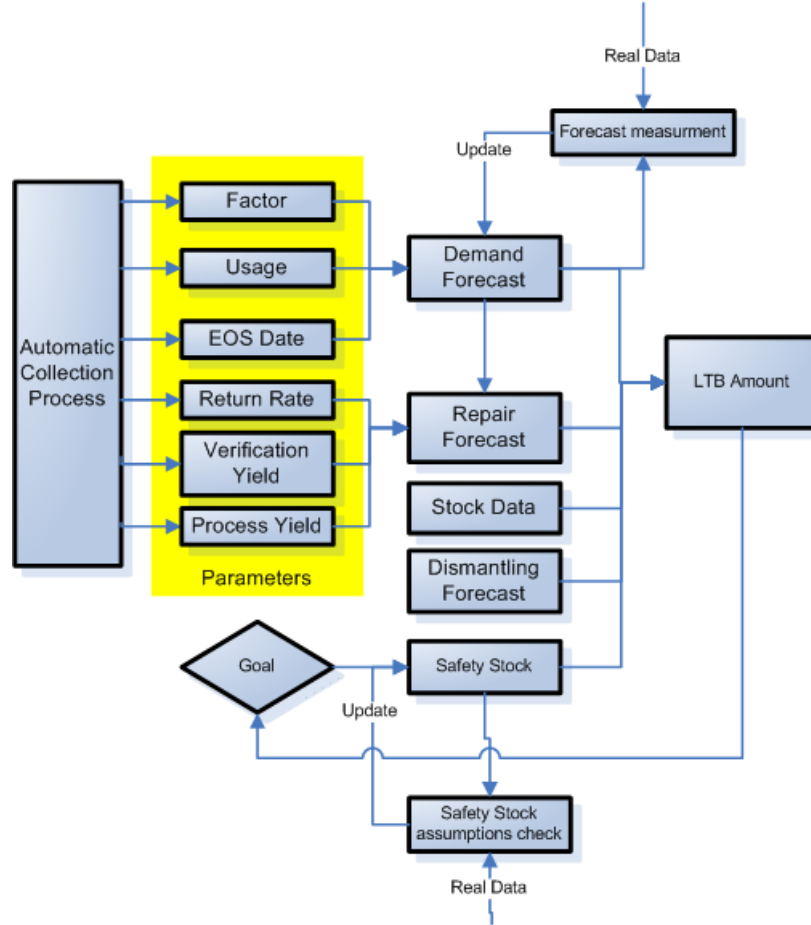 Real Data
Forecast measurment
Update
Factor
Usage
Demand
Forecast
EOS Date
Automatic
Collection
Process
LTB Amount
Return Rate
Repair
Forecast
Verification
Yield
Stock Data
Process Yield
Dismantling
Forecast
Parameters
Goal
Safety Stock
Update
Safety Stock
assumptions check
Real Data